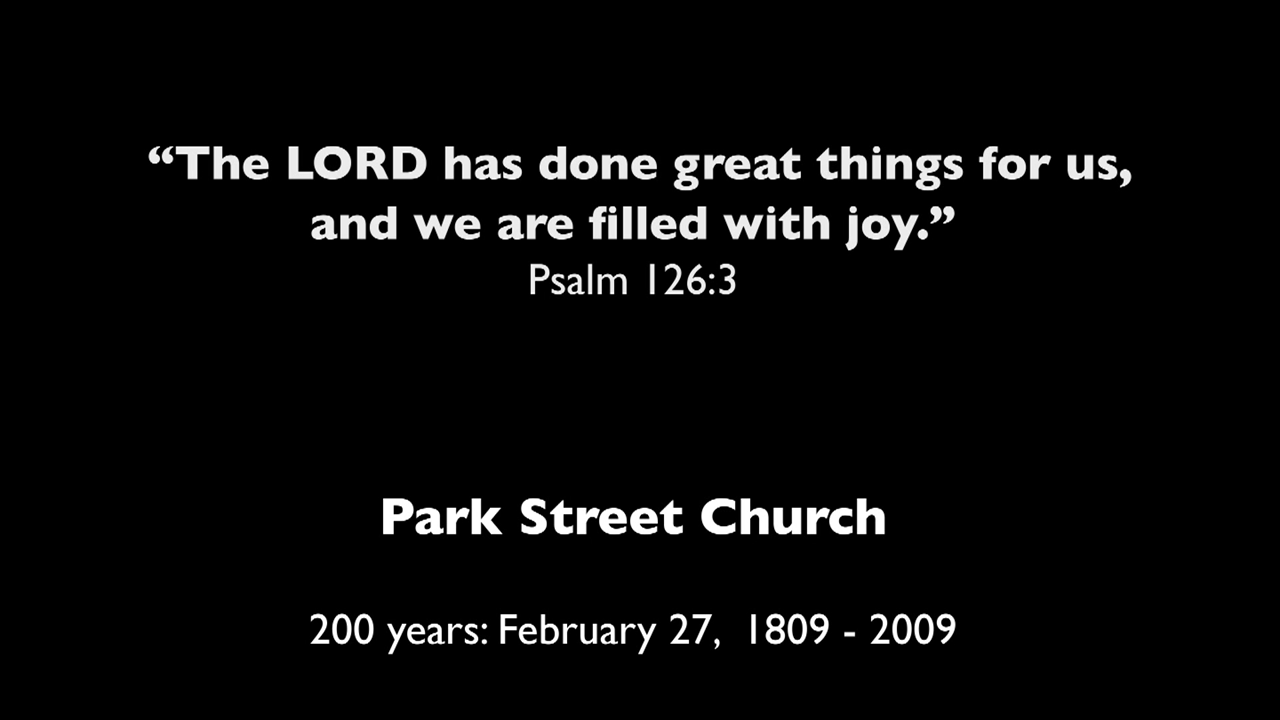 “The LORD has done great things for us,
and we are filled with joy.”
Psalm 126:3
Park Street Church
200 years: February 27,  1809 - 2009